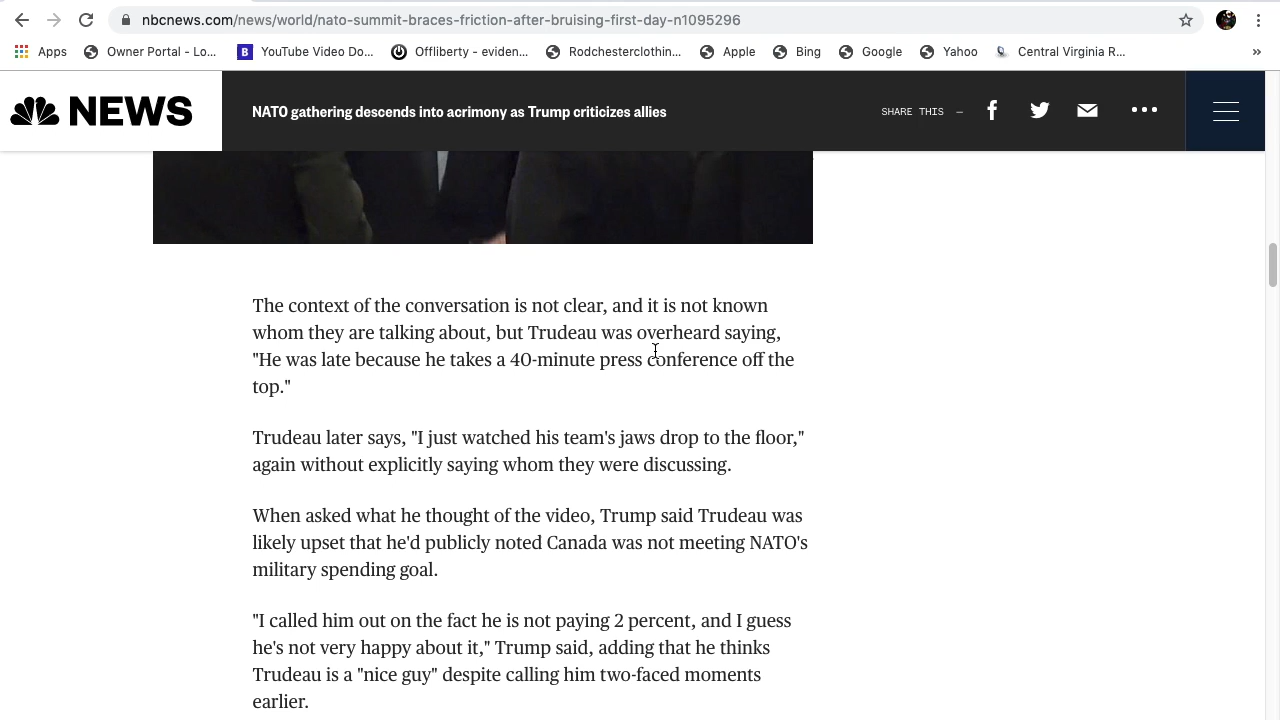 nbcnews.com/news/world/nato-summit-braces-friction-after-bruising-first-day-n1095296
Apps Owner Portal - Lo... YouTube Video Do... Offliberty - eviden... Rodchesterclothin... Apple Bing Google Yahoo Central Virginia R... »
NEWS NATO gathering descends into acrimony as Trump criticizes allies SHARE THIS –
The context of the conversation is not clear, and it is not known
whom they are talking about, but Trudeau was overheard saying,
"He was late because he takes a 40-minute press conference off the
top."
Trudeau later says, "I just watched his team's jaws drop to the floor,"
again without explicitly saying whom they were discussing.
When asked what he thought of the video, Trump said Trudeau was
likely upset that he'd publicly noted Canada was not meeting NATO's
military spending goal.
"I called him out on the fact he is not paying 2 percent, and I guess
he's not very happy about it," Trump said, adding that he thinks
Trudeau is a "nice guy" despite calling him two-faced moments
earlier.